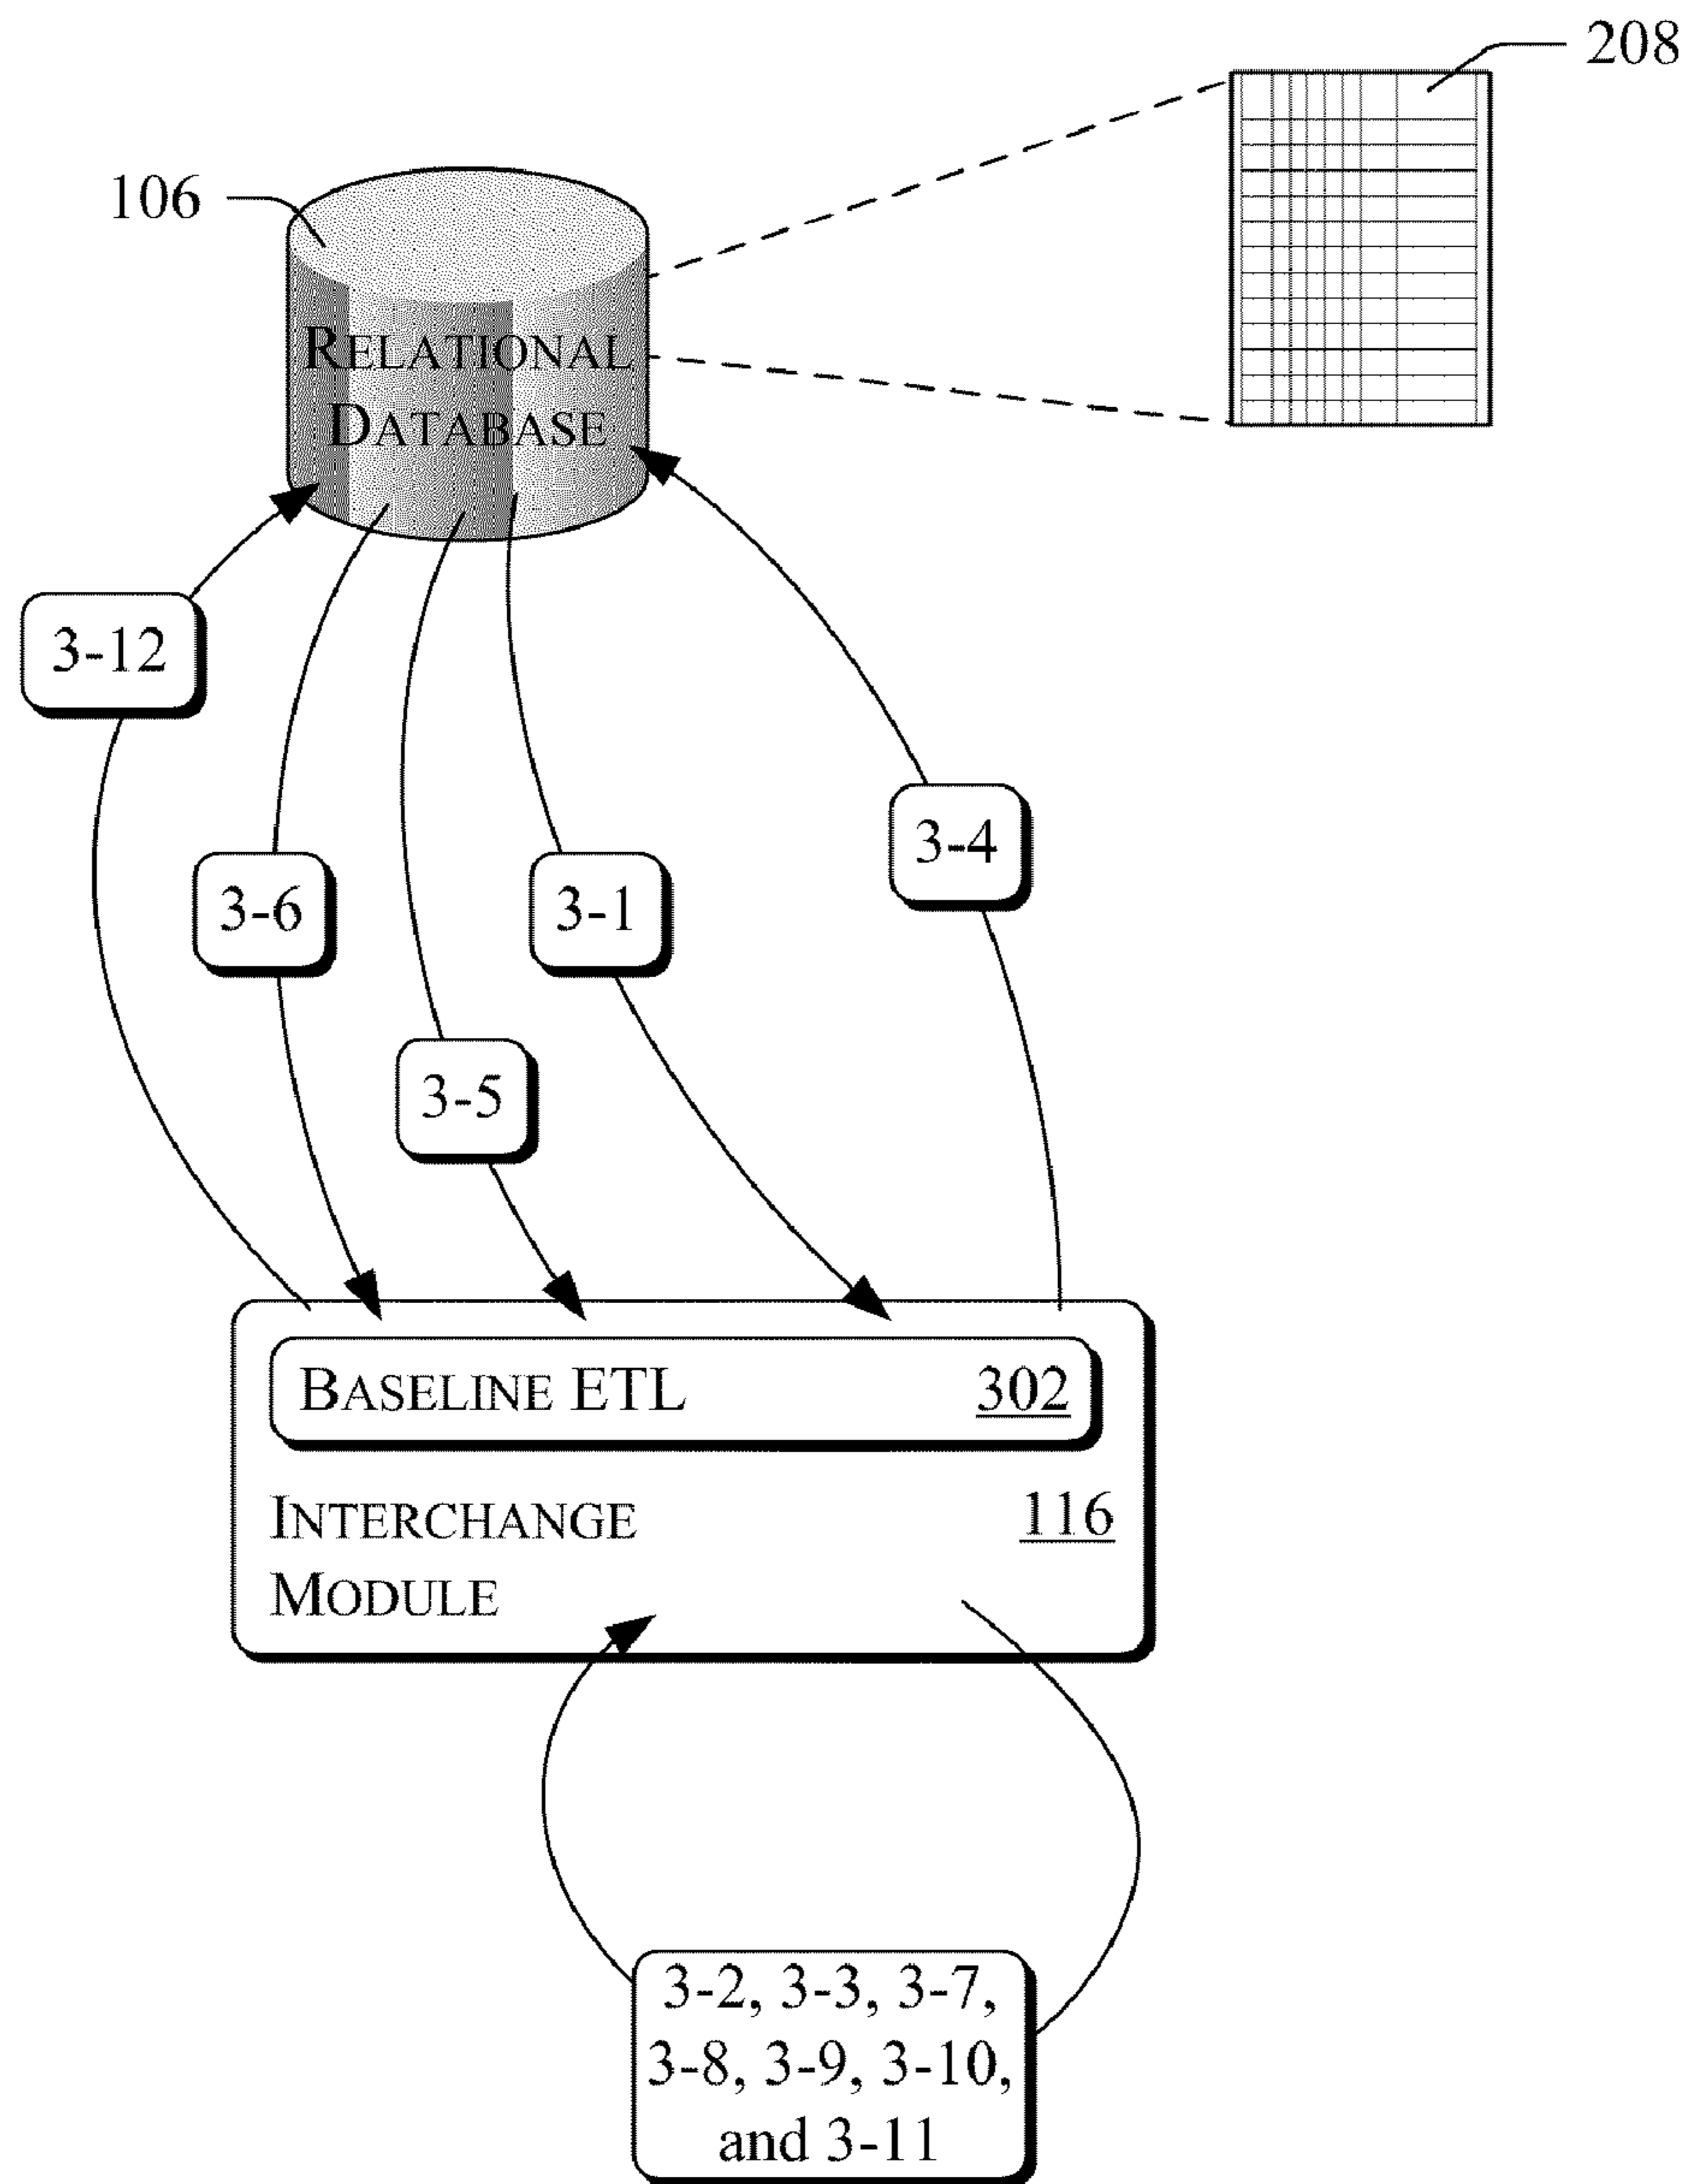 208
106
RELATIONAL
DATABASE
3-12
3-4
3-6
3-1
3-5
BASELINE ETL
302
INTERCHANGE
116
MODULE
3-2, 3-3, 3-7,
3-8, 3-9, 3-10,
and 3-11